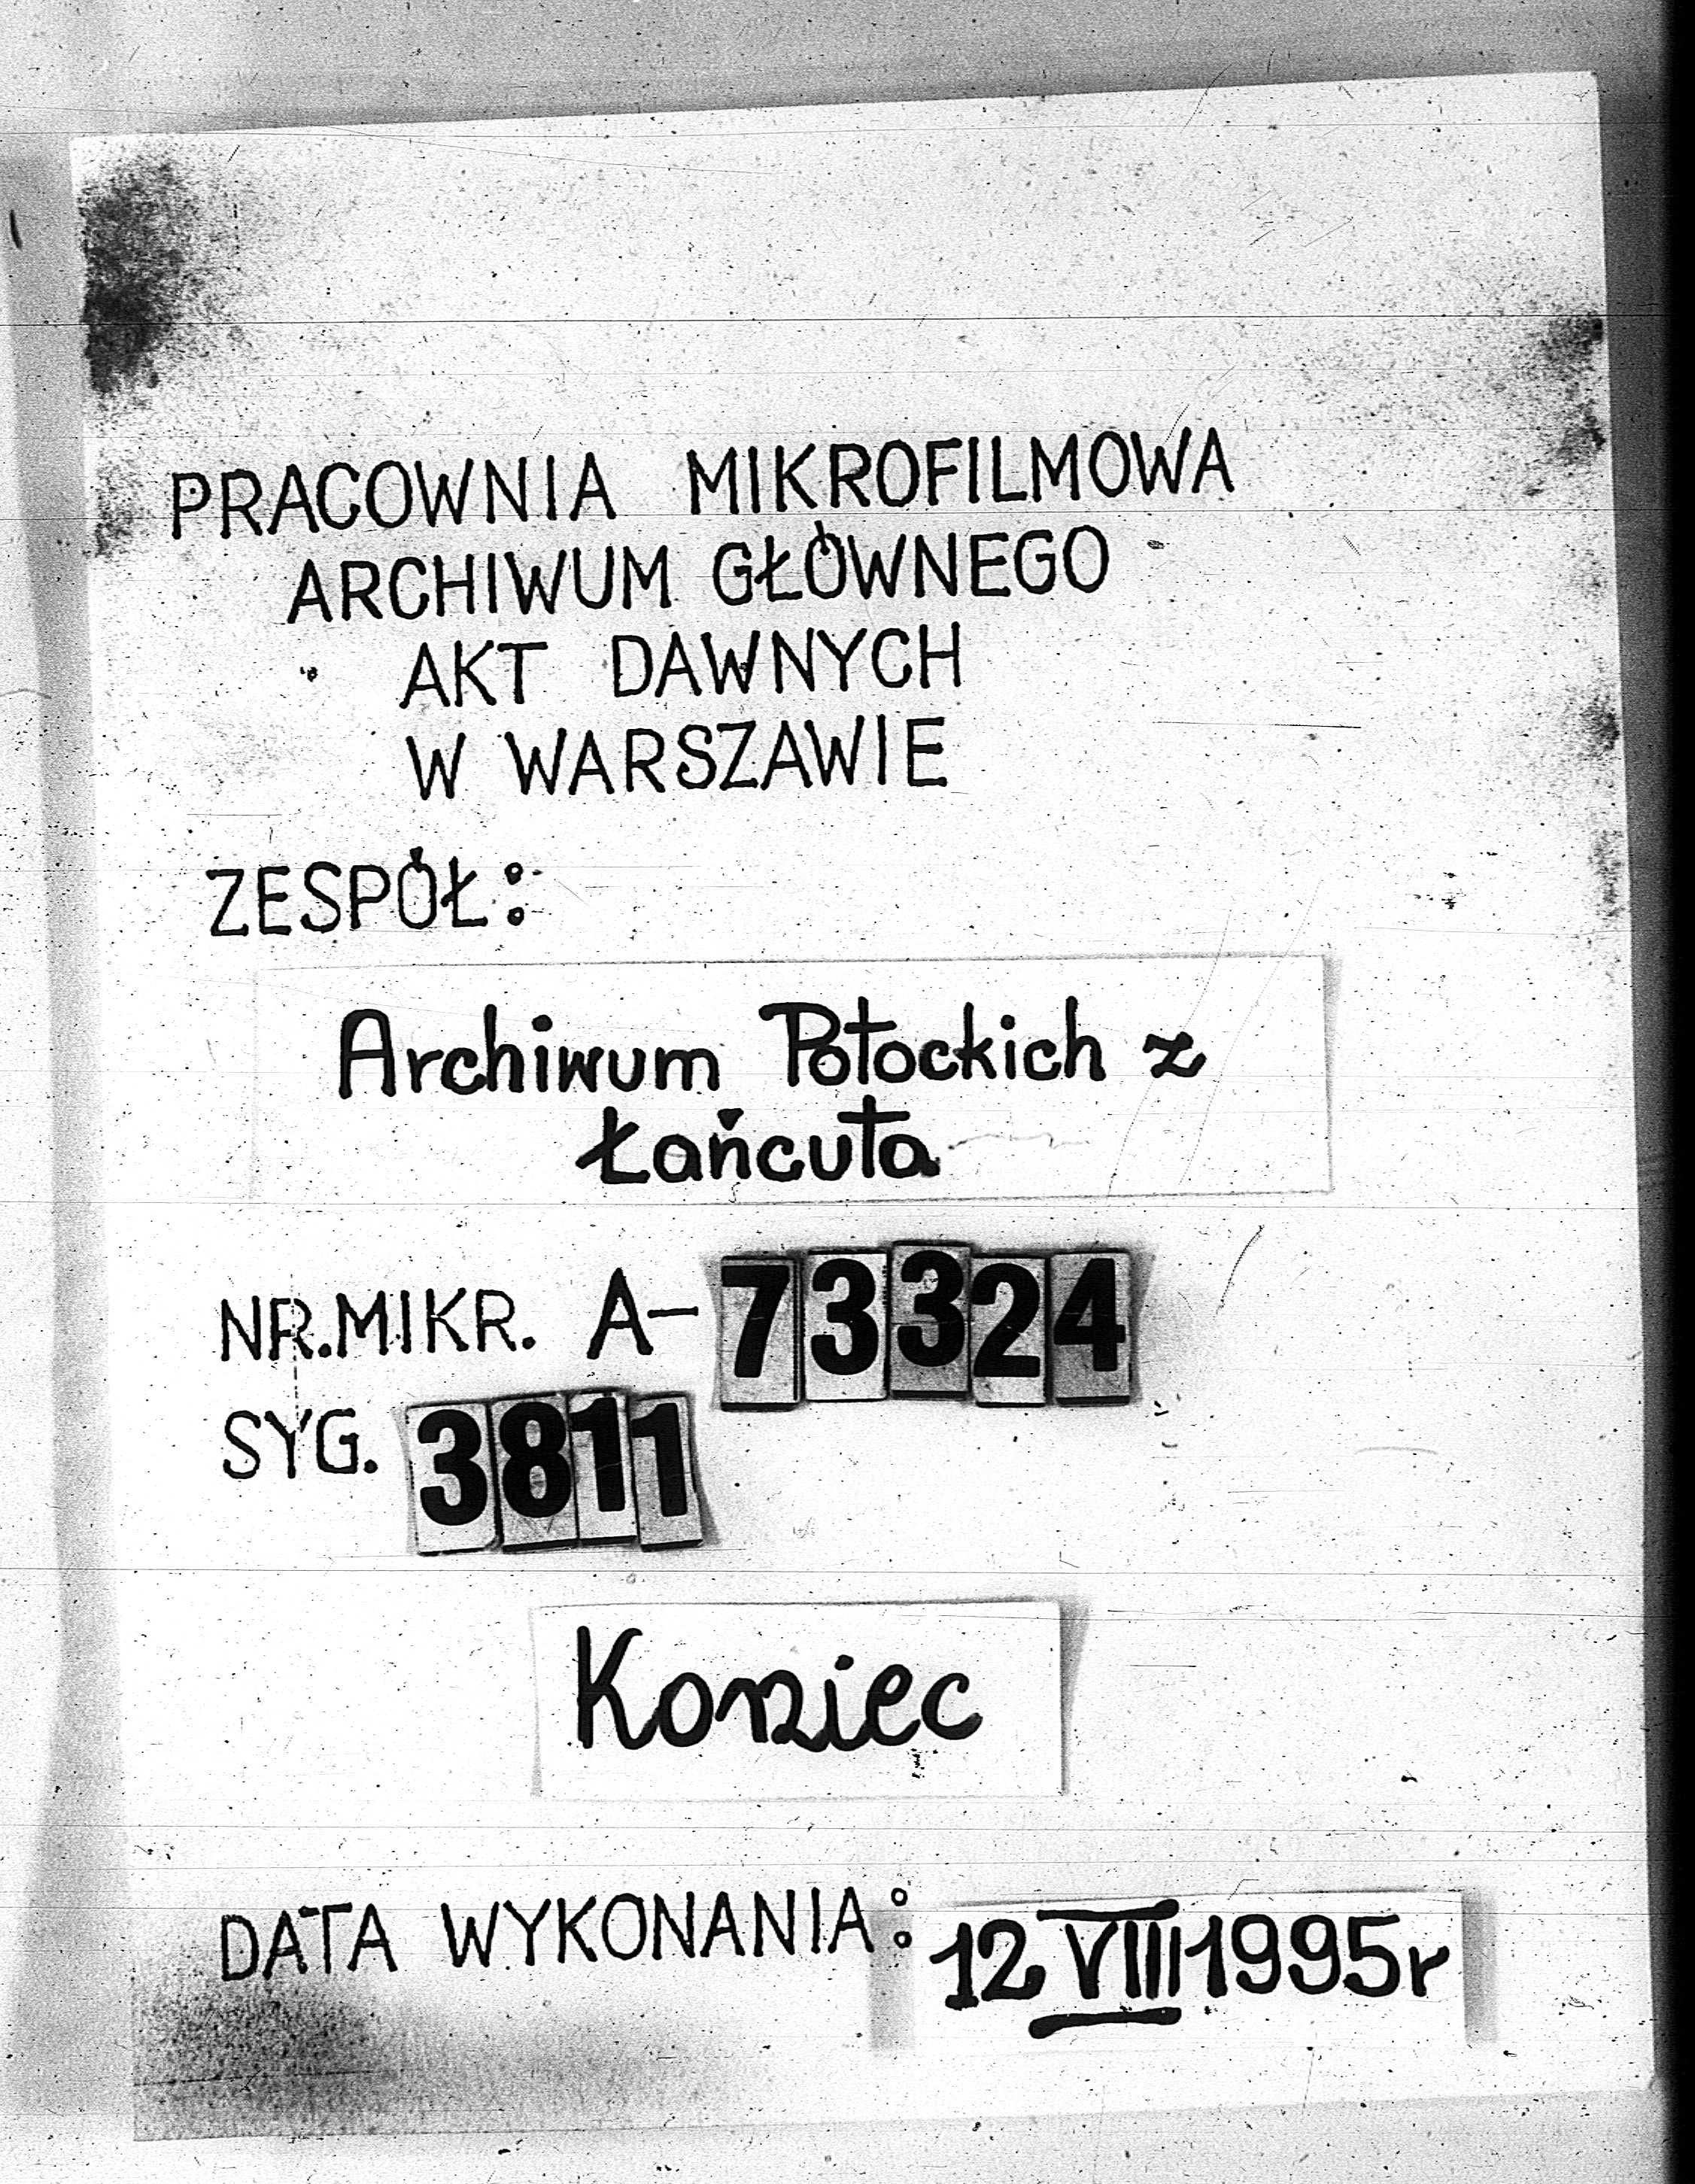 PRACOWNIA MIKROFILMOWA
ARCHIWUM GŁÓWNEGO
AKT DAWNYCH
W WARSZAWIE
ZESPÓŁ:
Archiwum Potockich z
Łańcuta
NR.MIKR. A-73324
SYG. 3811
Koniec
DATA WYKONANIA: 12 VIII 1995r